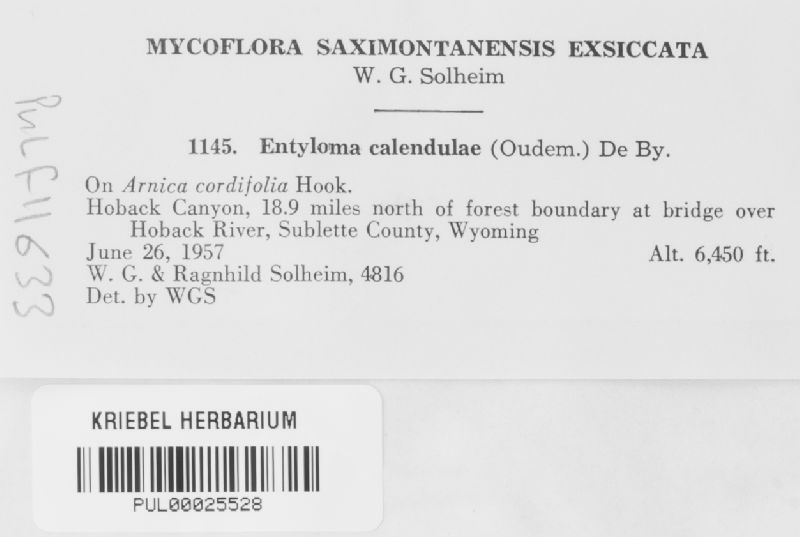 MYCOFLORA SAXIMONTANENSIS EXSICCATA
W. G. Solheim
1145. Entyloma calendulae (Oudem.) De By.
On Arnica cordifolia Hook.
Hoback Canyon, 18.9 miles north of forest boundary at bridge over
Hoback River, Sublette County, Wyoming
June 26, 1957 Alt. 6,450 ft.
W. G. & Ragnhild Solheim, 4816
Det. by WGS
PUL F11633
KRIEBEL HERBARIUM
PUL00025528